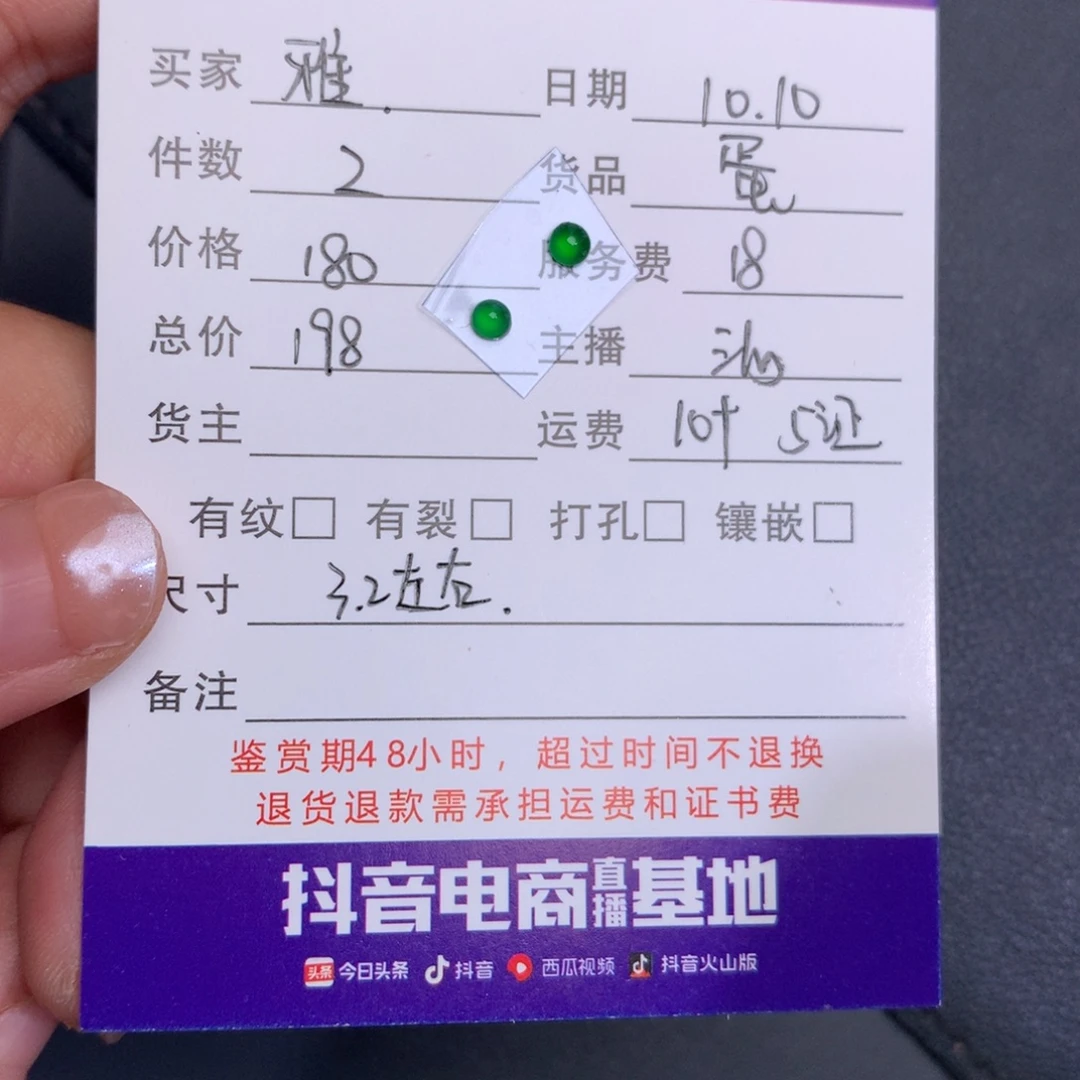 买家 雅. 日期 10.10
件数 2 货品 蛋
价格 180 服务费 18
总价 198 主播
货主 运费 10+ 5证
有纹□ 有裂□ 打孔□ 镶嵌□
尺寸 3.2左右.
备注
鉴赏期48小时，超过时间不退换
退货退款需承担运费和证书费
抖音电商直播基地
头条 今日头条 抖音 西瓜视频 抖音火山版